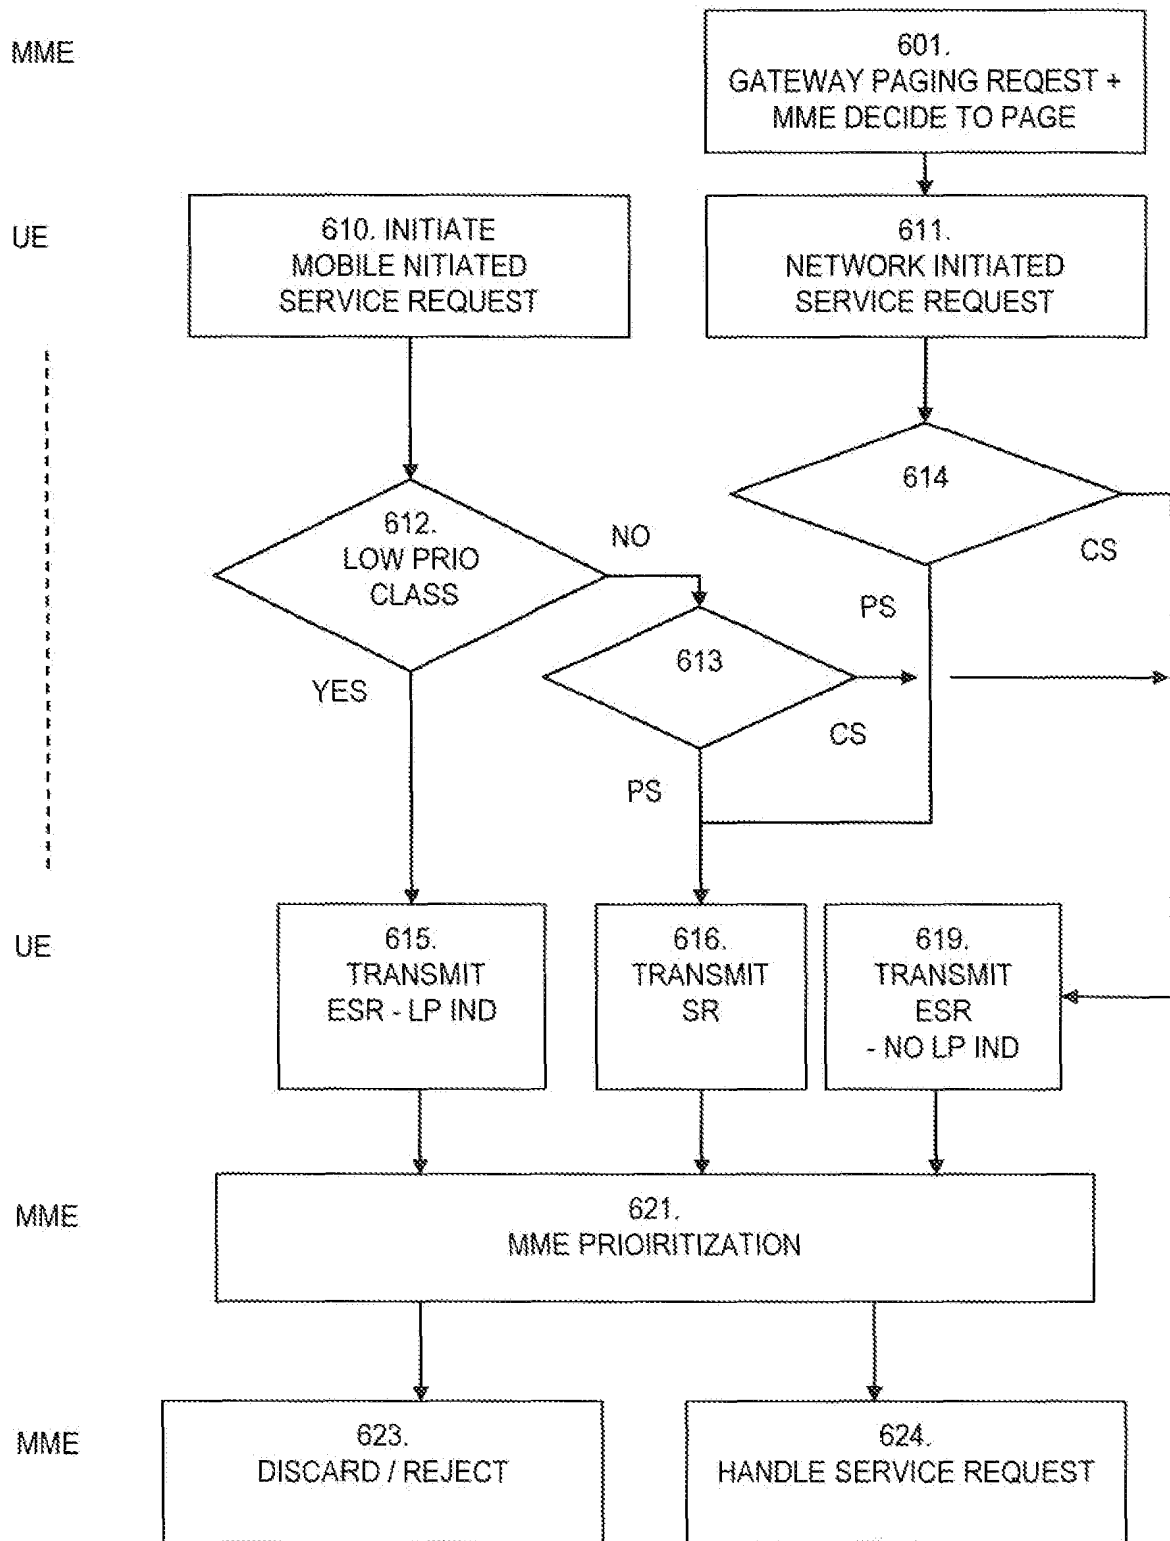 MME
601.
GATEWAY PAGING REQEST +
MME DECIDE TO PAGE
UE
610. INITIATE
MOBILE NITIATED
SERVICE REQUEST
611.
NETWORK INITIATED
SERVICE REQUEST
614
CS
PS
612.
LOW PRIO
CLASS
NO
YES
613
CS
PS
UE
615.
TRANSMIT
ESR - LP IND
616.
TRANSMIT
SR
619.
TRANSMIT
ESR
- NO LP IND
MME
621.
MME PRIOIRITIZATION
MME
623.
DISCARD / REJECT
624.
HANDLE SERVICE REQUEST